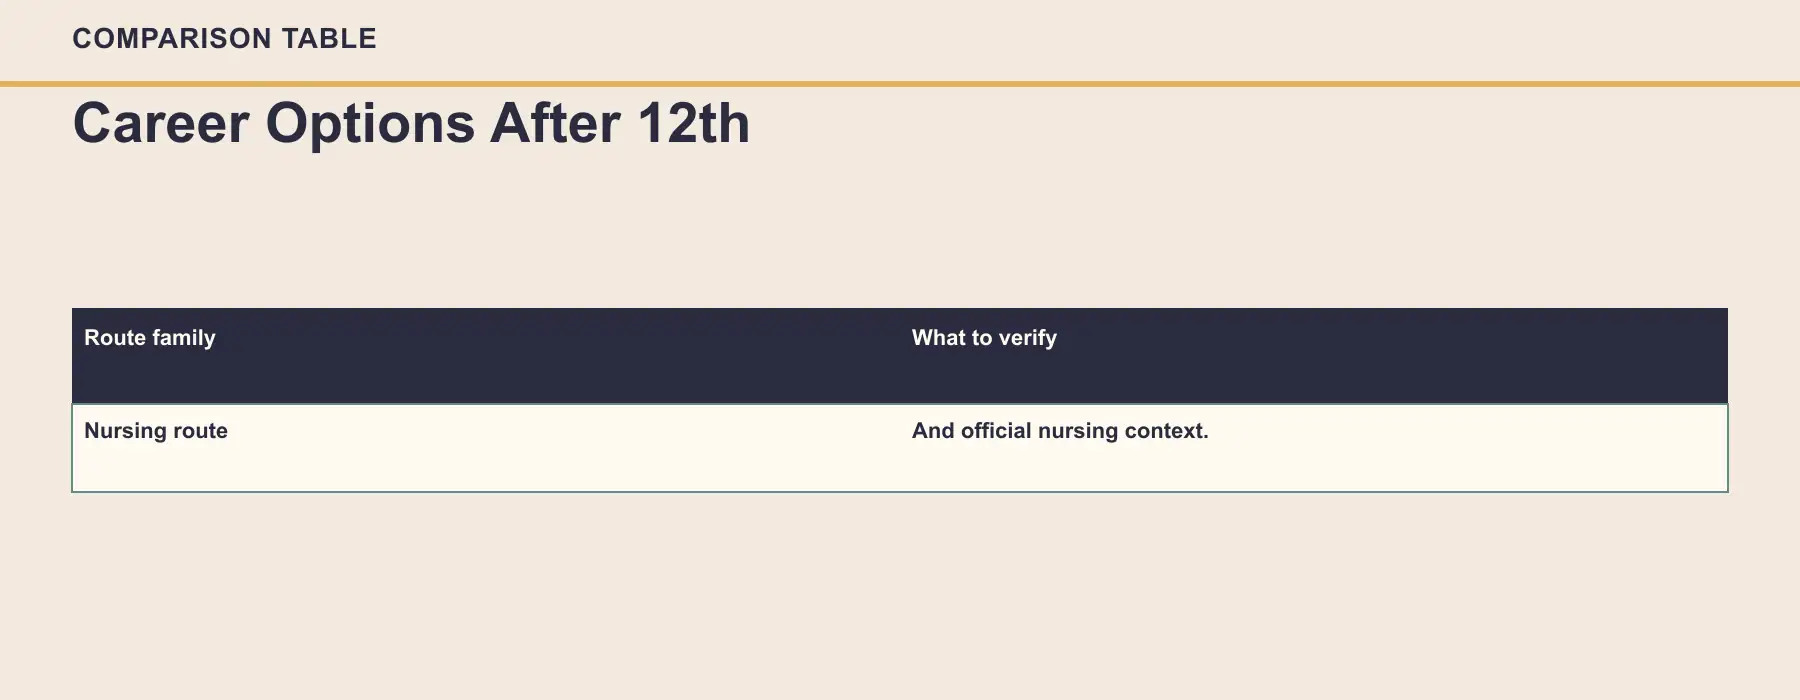 COMPARISON TABLE
Career Options After 12th
Route family What to verify
Nursing route And official nursing context.